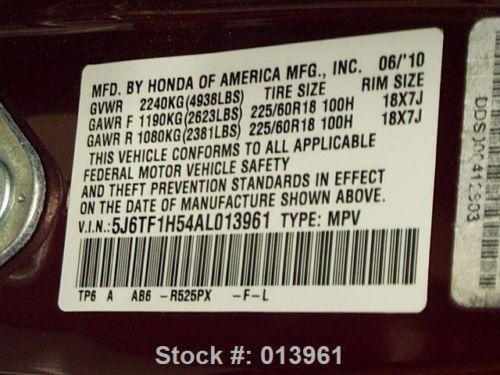 MFD. BY HONDA OF AMERICA MFG., INC. 06/'10
GVWR 2240KG(4938LBS) TIRE SIZE RIM SIZE
GAWR F 1190KG(2623LBS) 225/60R18 100H 18X7J
GAWR R 1080KG(2381LBS) 225/60R18 100H 18X7J
THIS VEHICLE CONFORMS TO ALL APPLICABLE
FEDERAL MOTOR VEHICLE SAFETY
AND THEFT PREVENTION STANDARDS IN EFFECT
ON THE DATE OF MANUFACTURE SHOWN ABOVE.
V.I.N.: 5J6TF1H54AL013961 TYPE: MPV
TP6 A AB6 -R525PX -F-L
Stock #: 013961